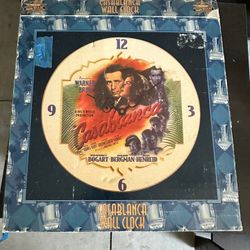 CASABLANCA
WALL CLOCK
12
WARNER
9
3
Casablanca
BOGART BERGMAN HENREID
6
CASABLANCA
WALL CLOCK